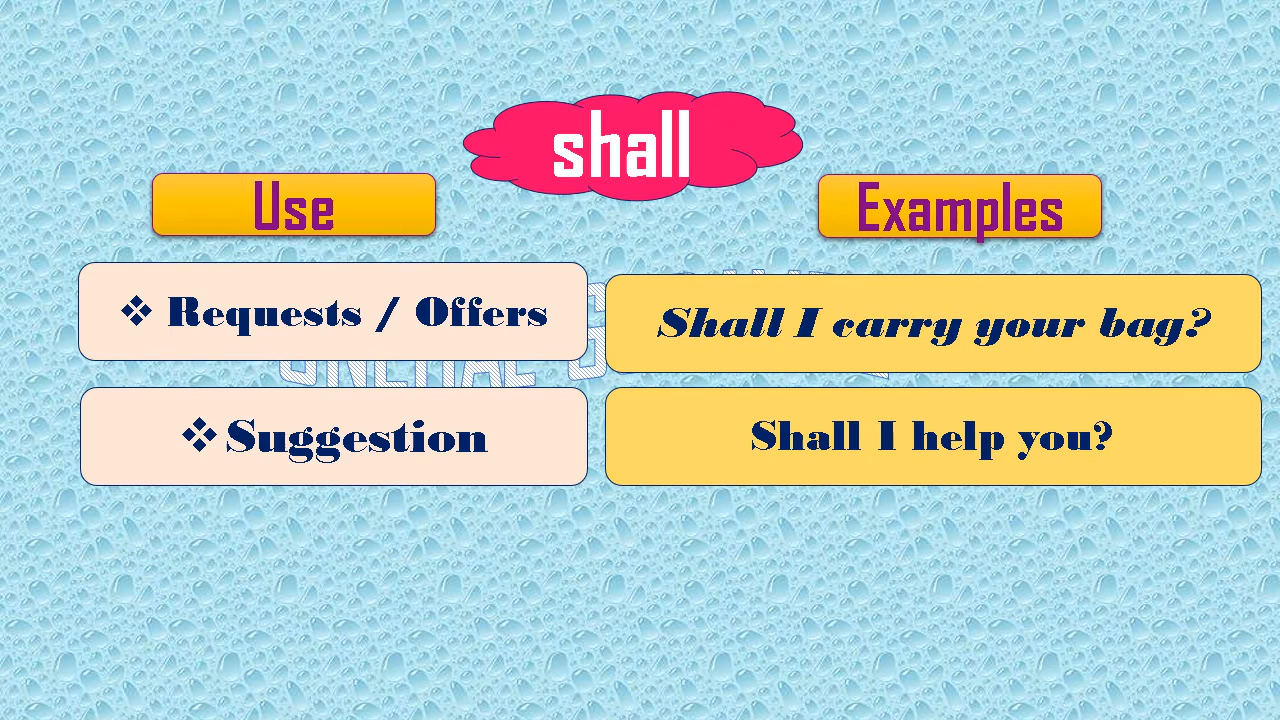 shall
Use
Examples
❖ Requests / Offers
Shall I carry your bag?
❖ Suggestion
Shall I help you?